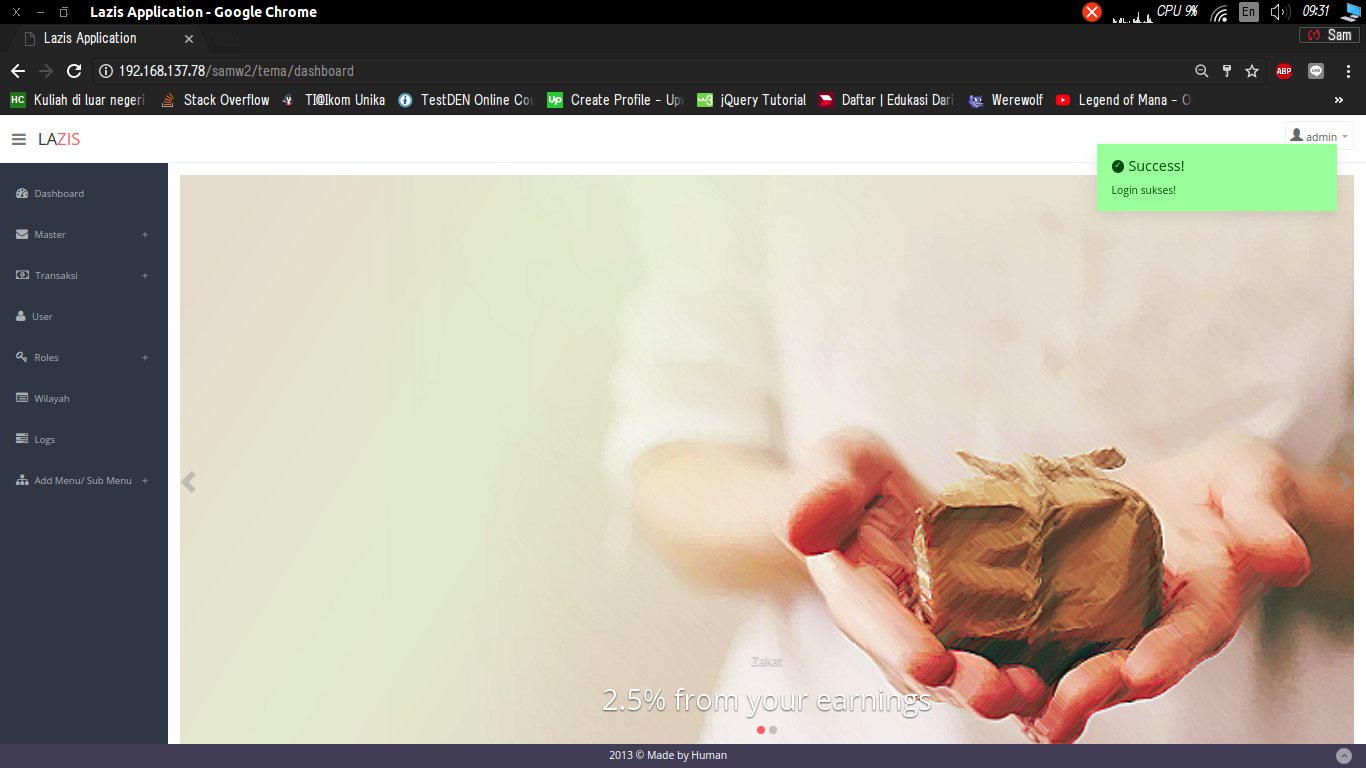 Lazis Application - Google Chrome
CPU 9%
En
09:31
Lazis Application
Sam
192.168.137.78/samw2/tema/dashboard
ABP
HC Kuliah di luar negeri
Stack Overflow
TI@Ikom Unika
TestDEN Online Cou
Up Create Profile - Upw
jQuery Tutorial
Daftar | Edukasi Dari
Werewolf
Legend of Mana - O
»
LAZIS
admin
Success!
Login sukses!
Dashboard
Master +
Transaksi +
User
Roles +
Wilayah
Logs
Add Menu/ Sub Menu +
Zakat
2.5% from your earnings
2013 © Made by Human